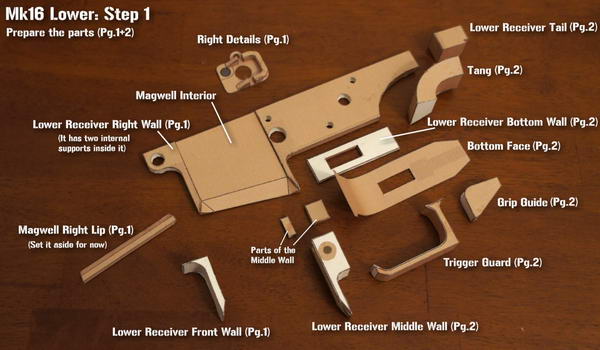 Mk16 Lower: Step 1
Prepare the parts (Pg.1+2)
Right Details (Pg.1)
Lower Receiver Tail (Pg.2)
Tang (Pg.2)
Magwell Interior
Lower Receiver Right Wall (Pg.1)
(It has two internal
supports inside it)
Lower Receiver Bottom Wall (Pg.2)
Bottom Face (Pg.2)
Grip Guide (Pg.2)
Magwell Right Lip (Pg.1)
(Set it aside for now)
Parts of the
Middle Wall
Trigger Guard (Pg.2)
Lower Receiver Front Wall (Pg.1)
Lower Receiver Middle Wall (Pg.2)